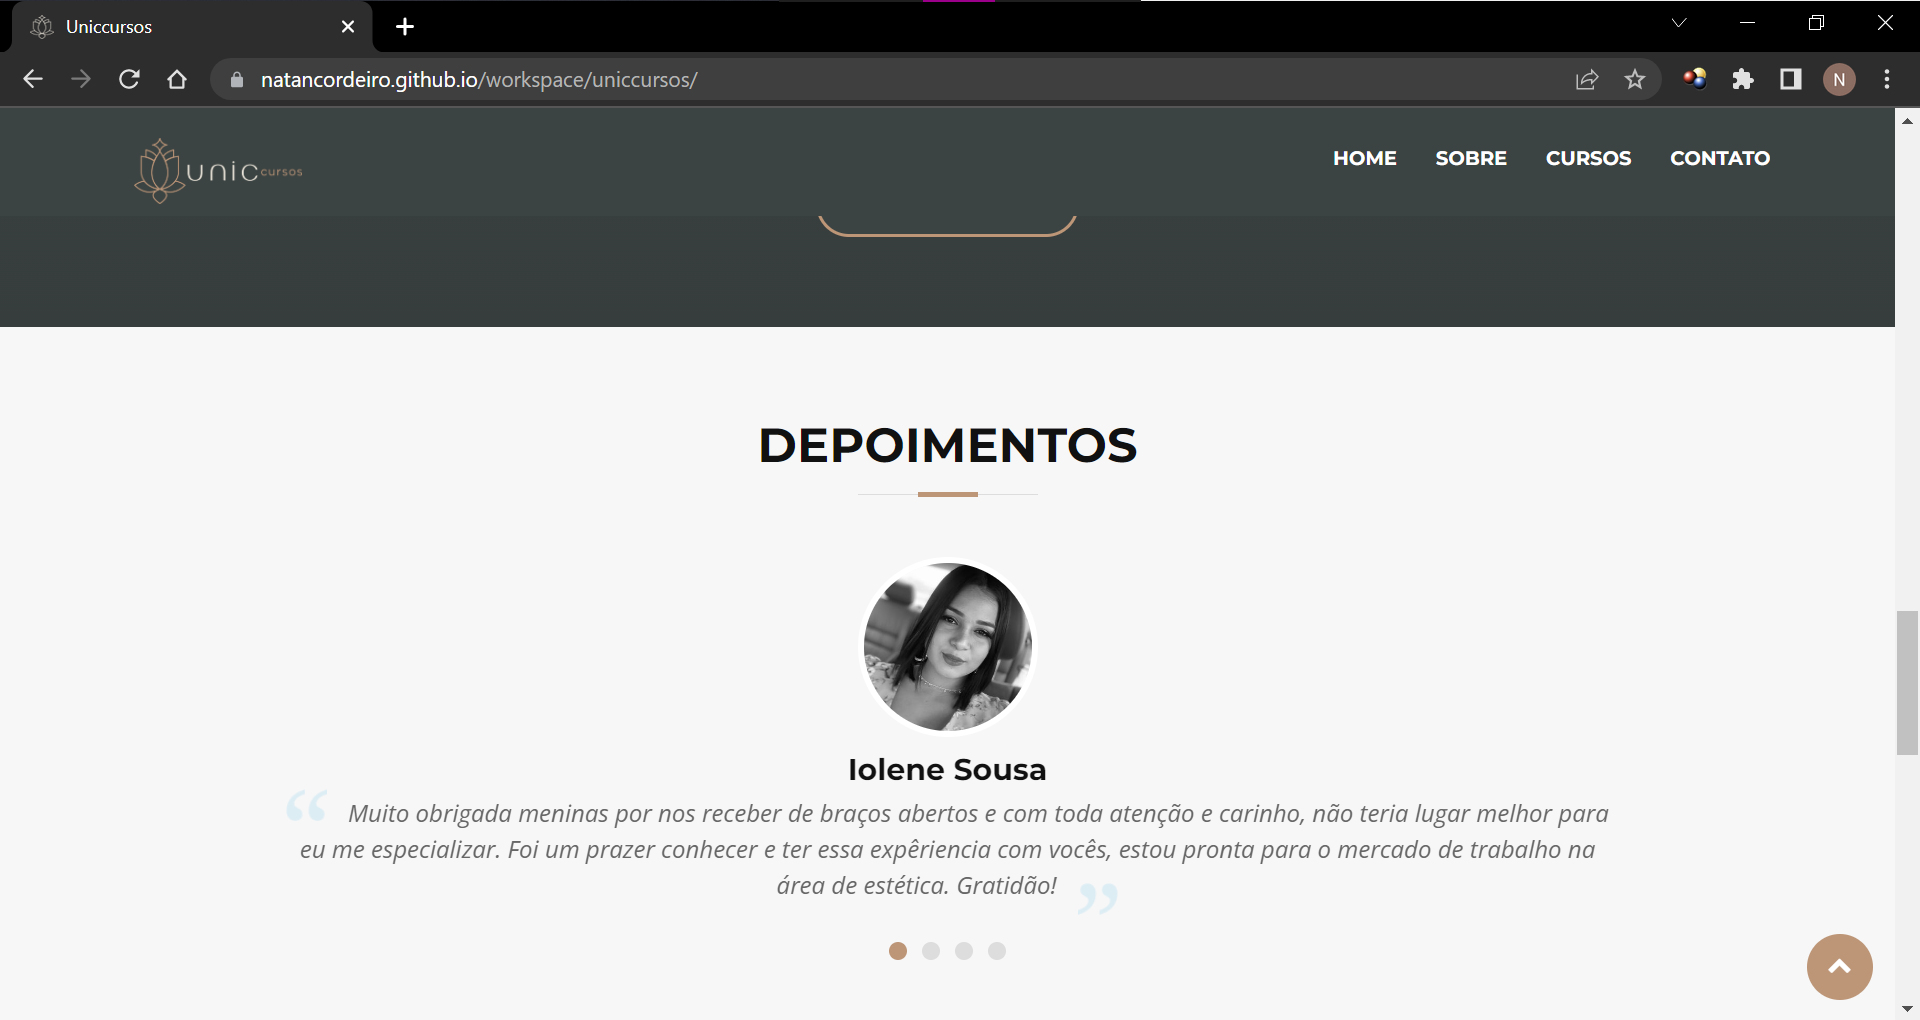 Uniccursos
natancordeiro.github.io/workspace/uniccursos/
N
unic cursos
HOME SOBRE CURSOS CONTATO
DEPOIMENTOS
Iolene Sousa
“ Muito obrigada meninas por nos receber de braços abertos e com toda atenção e carinho, não teria lugar melhor para
eu me especializar. Foi um prazer conhecer e ter essa expêriencia com vocês, estou pronta para o mercado de trabalho na
área de estética. Gratidão! ”